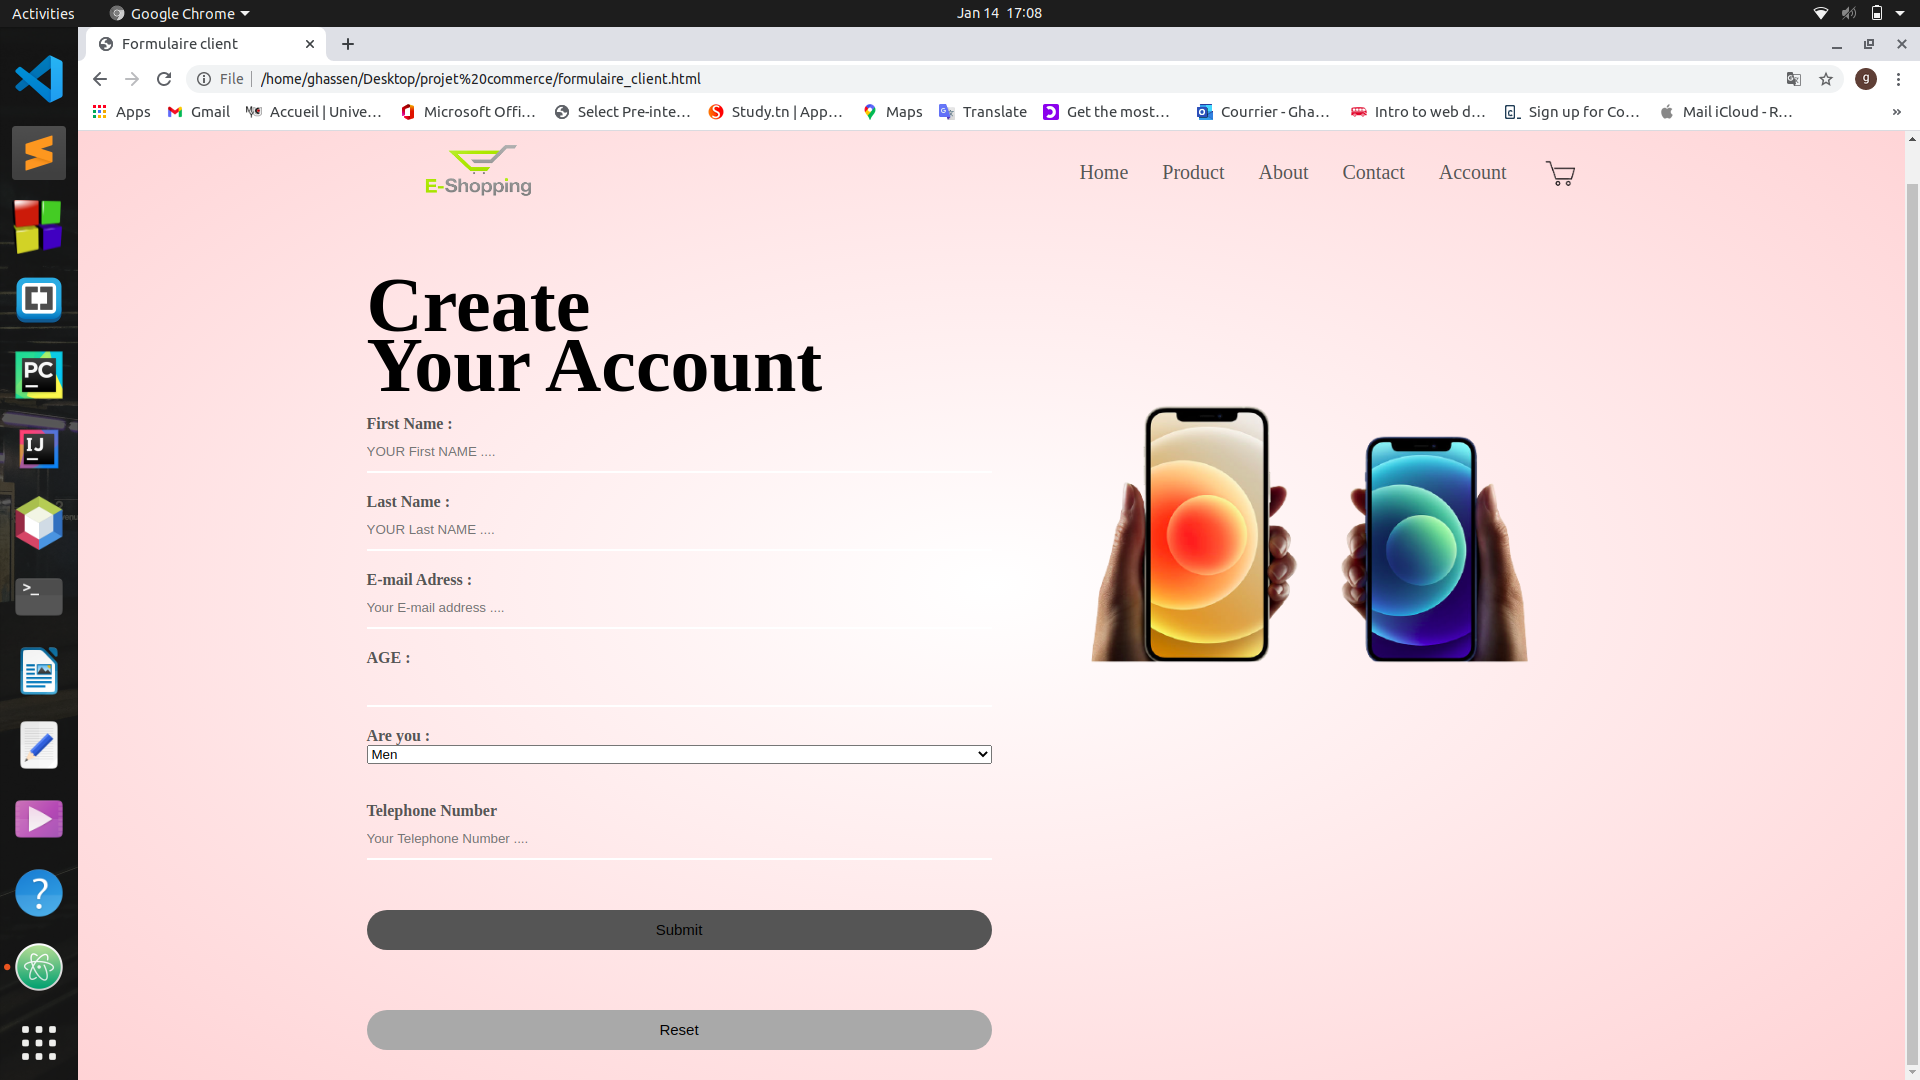 Activities
Google Chrome
Jan 14 17:08
Formulaire client
File
/home/ghassen/Desktop/projet%20commerce/formulaire_client.html
g
Apps
Gmail
Accueil | Unive…
Microsoft Offi…
Select Pre-inte…
Study.tn | App…
Maps
Translate
Get the most…
Courrier - Gha…
Intro to web d…
Sign up for Co…
Mail iCloud - R…
»
E-Shopping
Home
Product
About
Contact
Account
Create
Your Account
First Name :
YOUR First NAME ....
Last Name :
YOUR Last NAME ....
E-mail Adress :
Your E-mail address ....
AGE :
Are you :
Men
Telephone Number
Your Telephone Number ....
Submit
Reset
PC
IJ
>_
?